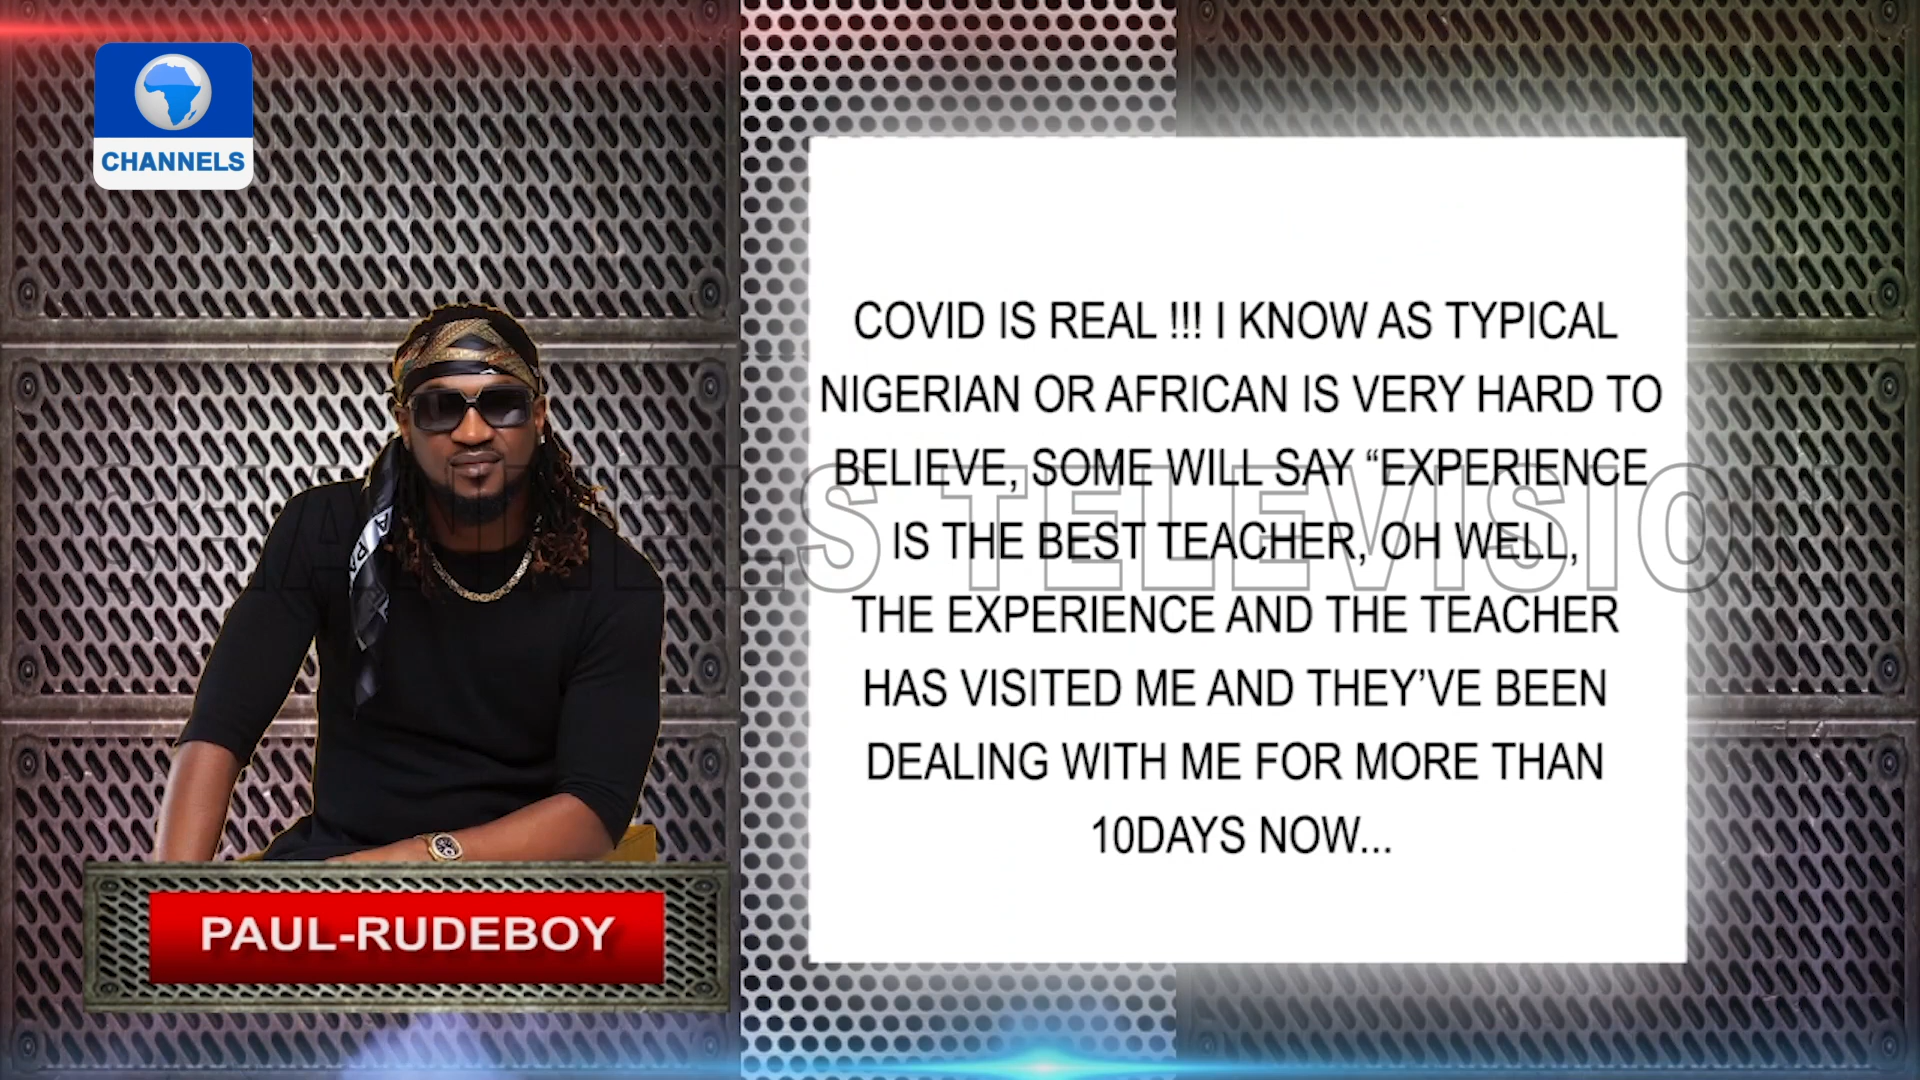 CHANNELS
COVID IS REAL !!! I KNOW AS TYPICAL
NIGERIAN OR AFRICAN IS VERY HARD TO
BELIEVE, SOME WILL SAY “EXPERIENCE
IS THE BEST TEACHER, OH WELL,
THE EXPERIENCE AND THE TEACHER
HAS VISITED ME AND THEY’VE BEEN
DEALING WITH ME FOR MORE THAN
10DAYS NOW...
CHANNELS TELEVISION
PAUL-RUDEBOY